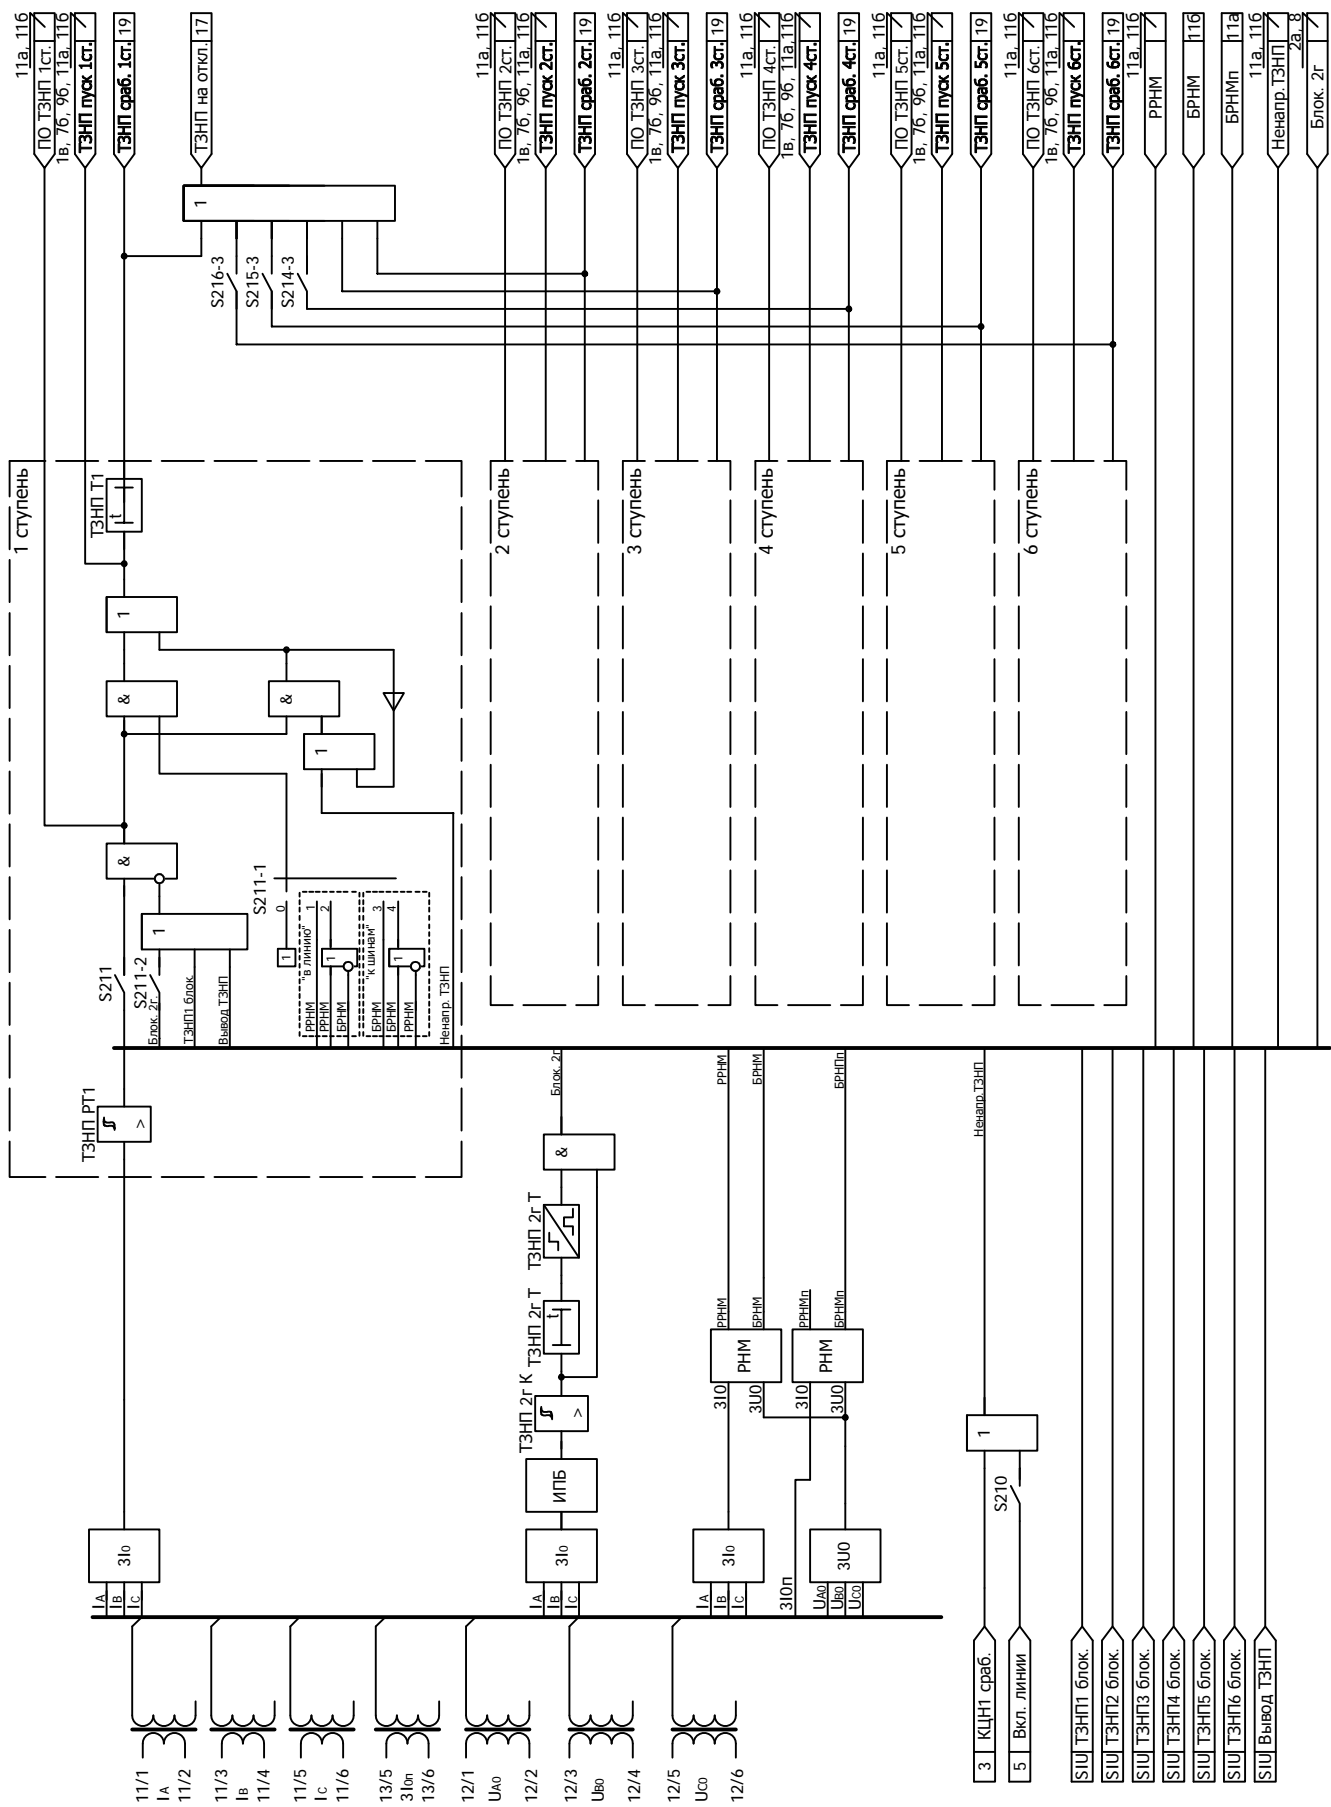 11а, 11б
ПО ТЗНП 1ст.
1в, 7б, 9б, 11а, 11б
ТЗНП пуск 1ст.
ТЗНП сраб. 1ст. 19
ТЗНП на откл. 17
11а, 11б
ПО ТЗНП 2ст.
1в, 7б, 9б, 11а, 11б
ТЗНП пуск 2ст.
ТЗНП сраб. 2ст. 19
11а, 11б
ПО ТЗНП 3ст.
1в, 7б, 9б, 11а, 11б
ТЗНП пуск 3ст.
ТЗНП сраб. 3ст. 19
11а, 11б
ПО ТЗНП 4ст.
1в, 7б, 9б, 11а, 11б
ТЗНП пуск 4ст.
ТЗНП сраб. 4ст. 19
11а, 11б
ПО ТЗНП 5ст.
1в, 7б, 9б, 11а, 11б
ТЗНП пуск 5ст.
ТЗНП сраб. 5ст. 19
11а, 11б
ПО ТЗНП 6ст.
1в, 7б, 9б, 11а, 11б
ТЗНП пуск 6ст.
ТЗНП сраб. 6ст. 19
11а, 11б
РРНМ
БРНМ 11б
БРНМп 11а
11а, 11б
Ненапр. ТЗНП
2а, 8
Блок. 2г
1
S216-3
S215-3
S214-3
1 ступень
ТЗНП Т1
t
1
&
&
1
&
1
S211
S211-2
Блок. 2г.
ТЗНП1 блок.
Вывод ТЗНП
S211-1
0
1
1
2
"в линию"
1
РРНМ
РРНМ
БРНМ
3
4
"к шинам"
1
БРНМ
БРНМ
РРНМ
Ненапр. ТЗНП
ТЗНП РТ1
>
2 ступень
3 ступень
4 ступень
5 ступень
6 ступень
Блок. 2г
&
ТЗНП 2г Т
ТЗНП 2г Т
t
ТЗНП 2г К
>
ИПБ
3I0
IA
IB
IC
РРНМ
БРНМ
БРНПп
РРНМ
БРНМ
РРНМп
БРНМп
РНМ
РНМ
3I0
3U0
3I0
3U0
3I0
IA
IB
IC
3I0п
3U0
UA0
UB0
UC0
3I0
IA
IB
IC
Ненапр.ТЗНП
1
S210
11/1
IA
11/2
11/3
IB
11/4
11/5
IC
11/6
13/5
3I0п
13/6
12/1
UA0
12/2
12/3
UB0
12/4
12/5
UC0
12/6
3 КЦН1 сраб.
5 Вкл. линии
SIU ТЗНП1 блок.
SIU ТЗНП2 блок.
SIU ТЗНП3 блок.
SIU ТЗНП4 блок.
SIU ТЗНП5 блок.
SIU ТЗНП6 блок.
SIU Вывод ТЗНП